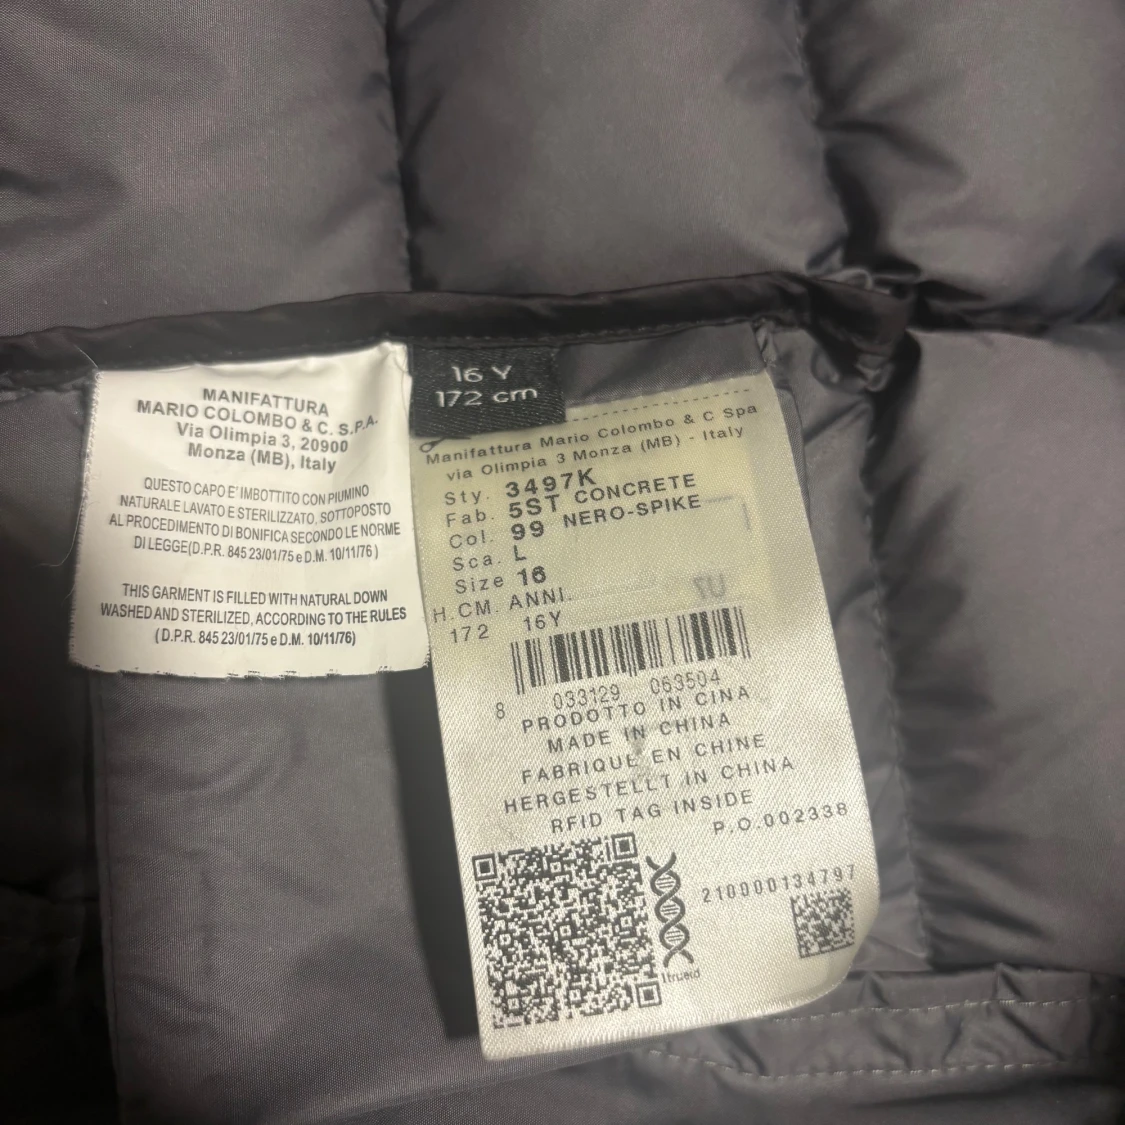 MANIFATTURA
MARIO COLOMBO & C. S.P.A.
Via Olimpia 3, 20900
Monza (MB), Italy
QUESTO CAPO E' IMBOTTITO CON PIUMINO
NATURALE LAVATO E STERILIZZATO, SOTTOPOSTO
AL PROCEDIMENTO DI BONIFICA SECONDO LE NORME
DI LEGGE(D.P.R. 845 23/01/75 e D.M. 10/11/76 )
THIS GARMENT IS FILLED WITH NATURAL DOWN
WASHED AND STERILIZED, ACCORDING TO THE RULES
( D.P.R. 845 23/01/75 e D.M. 10/11/76)
16 Y
172 cm
Manifattura Mario Colombo & C Spa
via Olimpia 3 Monza (MB) - Italy
Sty. 3497K
Fab. 5ST CONCRETE
Col. 99 NERO-SPIKE
Sca. L
Size 16
H.CM. ANNI.
172 16Y
8 033129 063504
PRODOTTO IN CINA
MADE IN CHINA
FABRIQUE EN CHINE
HERGESTELLT IN CHINA
RFID TAG INSIDE
P.O.002338
210000134797
1trueid